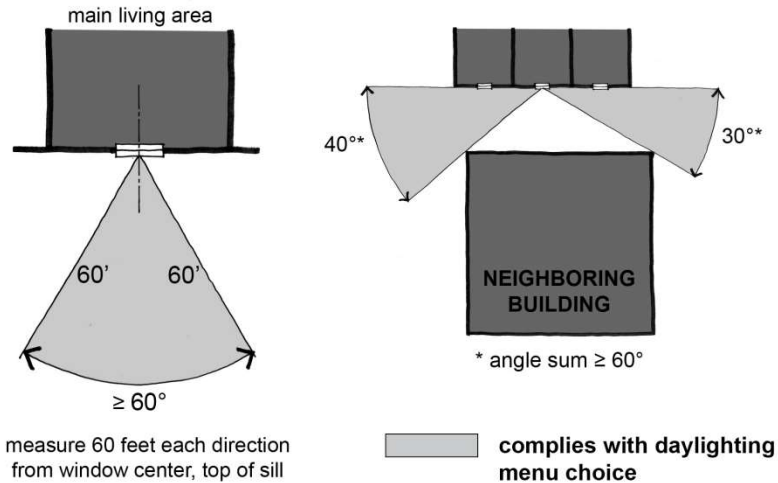 main living area
60’ 60’
≥ 60°
measure 60 feet each direction
from window center, top of sill
40°*
30°*
NEIGHBORING
BUILDING
* angle sum ≥ 60°
complies with daylighting
menu choice